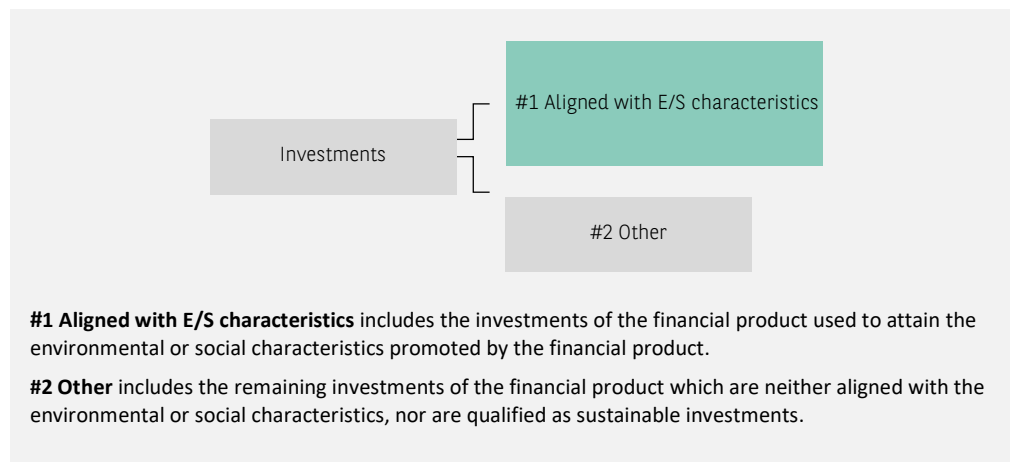 #1 Aligned with E/S characteristics
Investments
#2 Other
#1 Aligned with E/S characteristics includes the investments of the financial product used to attain the
environmental or social characteristics promoted by the financial product.
#2 Other includes the remaining investments of the financial product which are neither aligned with the
environmental or social characteristics, nor are qualified as sustainable investments.